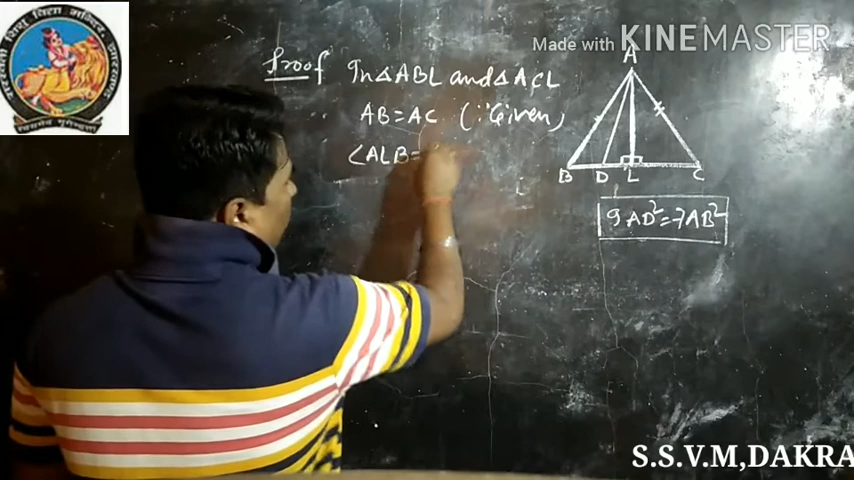 Made with KINEMASTER
Proof In △ABL and △ACL
AB=AC (∵Given)
∠ALB=
A
B D L C
9AD²=7AB²
S.S.V.M,DAKRA